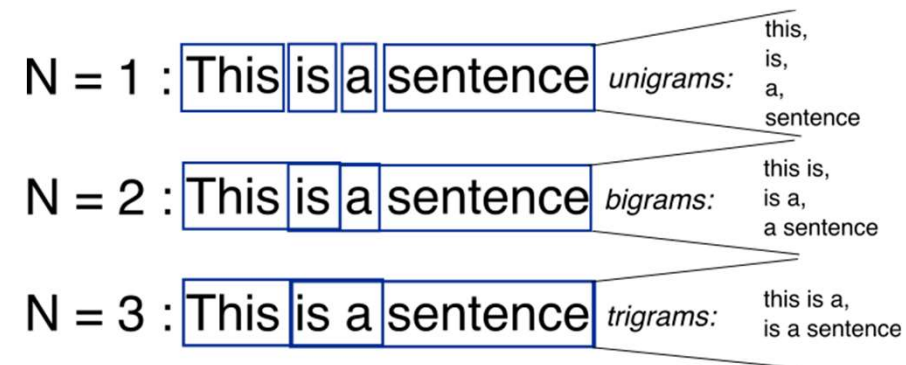 N = 1 : This is a sentence unigrams:
this,
is,
a,
sentence
N = 2 : This is a sentence bigrams:
this is,
is a,
a sentence
N = 3 : This is a sentence trigrams:
this is a,
is a sentence